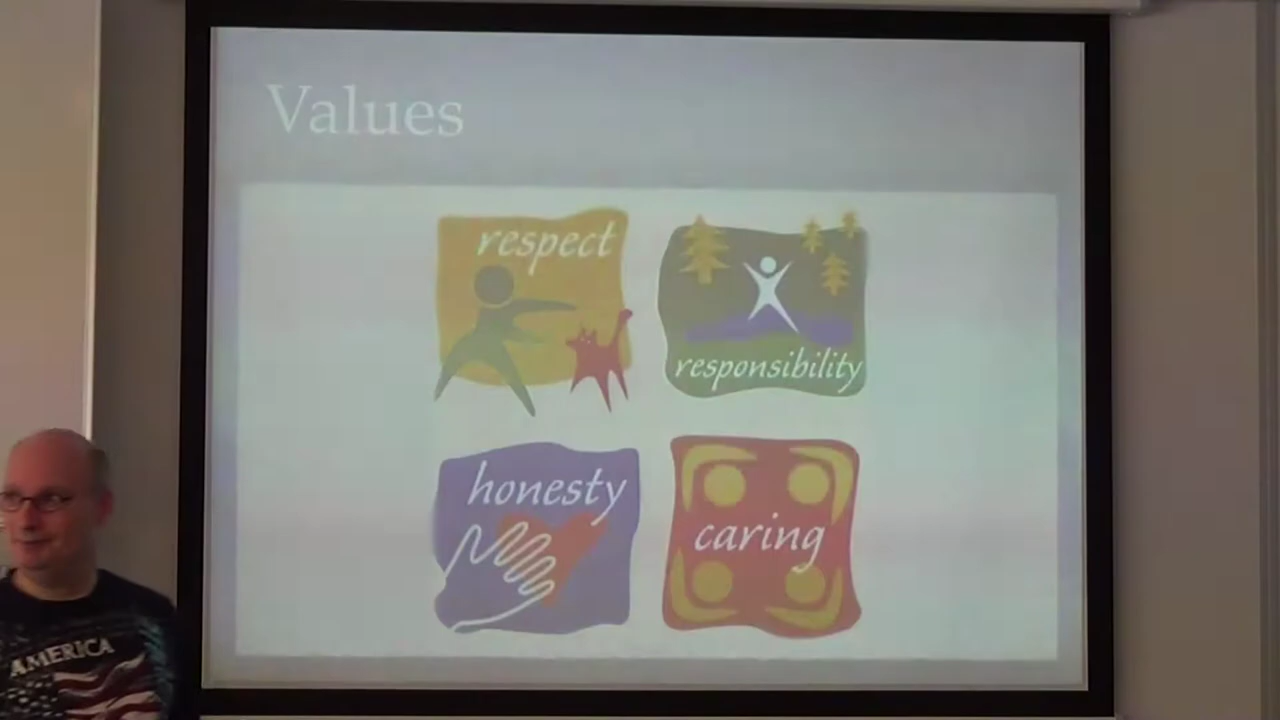 Values
respect
responsibility
honesty
caring
AMERICA